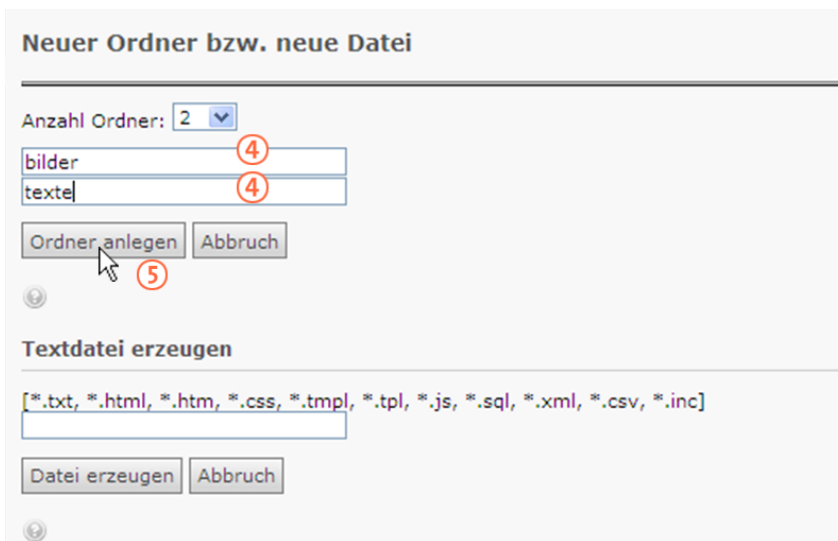 Neuer Ordner bzw. neue Datei
Anzahl Ordner: 2
bilder ④
texte ④
Ordner anlegen Abbruch
⑤
?
Textdatei erzeugen
[*.txt, *.html, *.htm, *.css, *.tmpl, *.tpl, *.js, *.sql, *.xml, *.csv, *.inc]
Datei erzeugen Abbruch
?